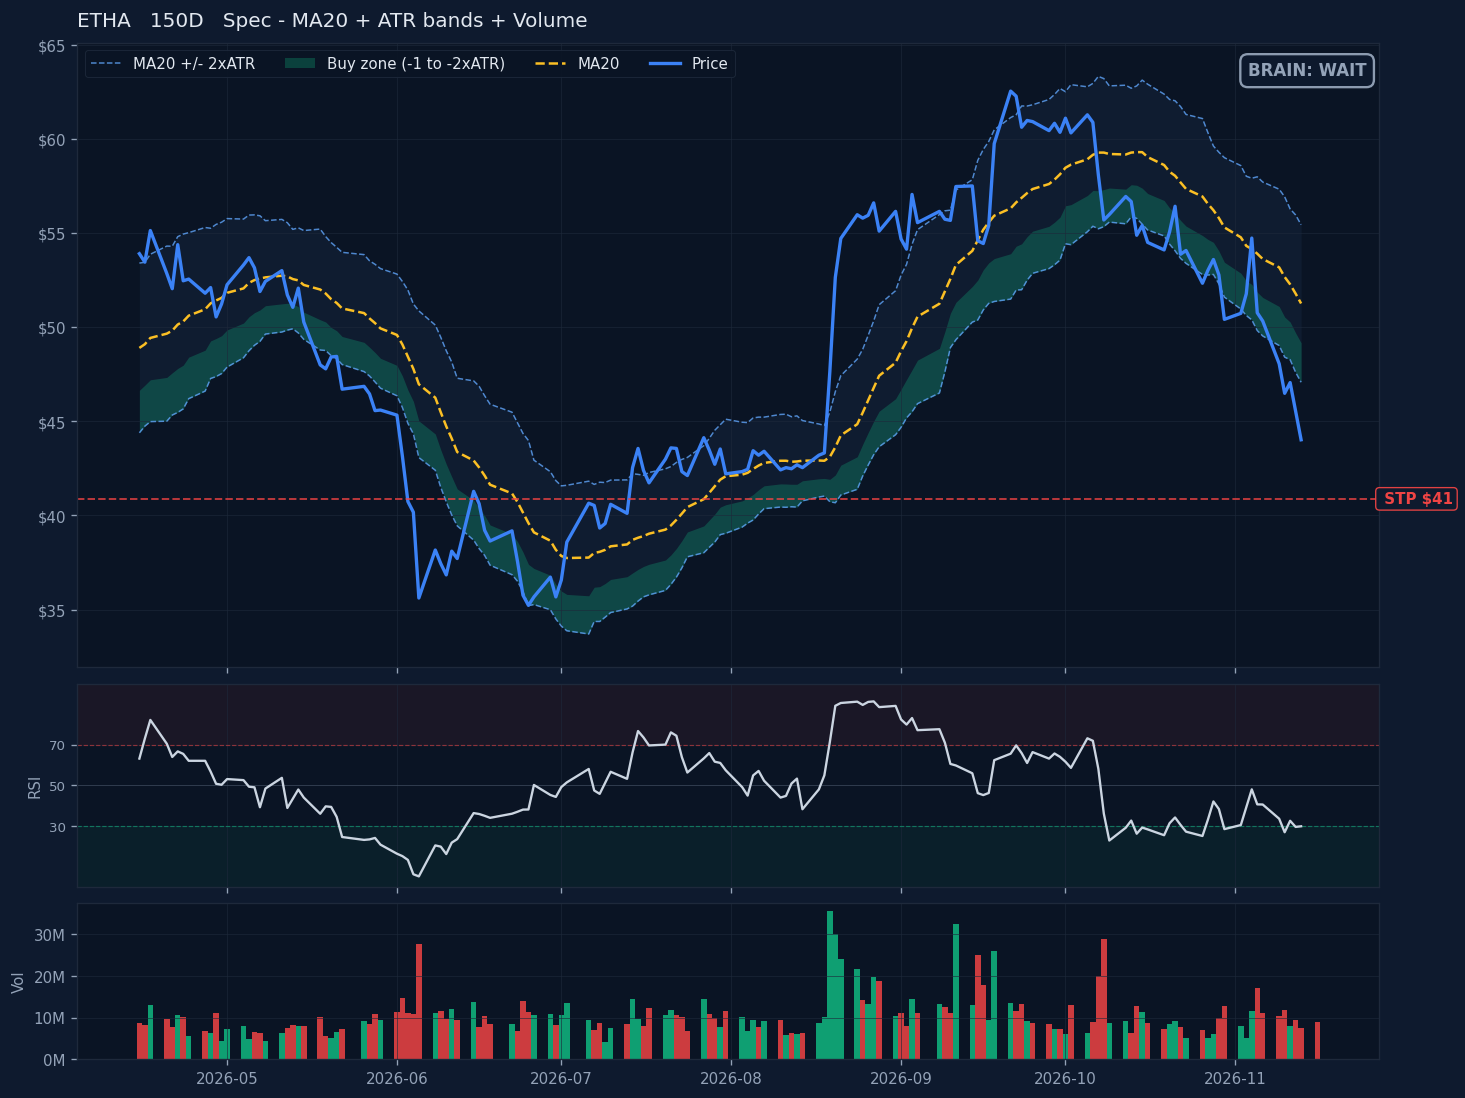 ETHA   150D   Spec - MA20 + ATR bands + Volume
MA20 +/- 2xATR
Buy zone (-1 to -2xATR)
MA20
Price
BRAIN: WAIT
$65
$60
$55
$50
$45
$40
$35
STP $41
RSI
70
50
30
Vol
30M
20M
10M
0M
2026-05
2026-06
2026-07
2026-08
2026-09
2026-10
2026-11